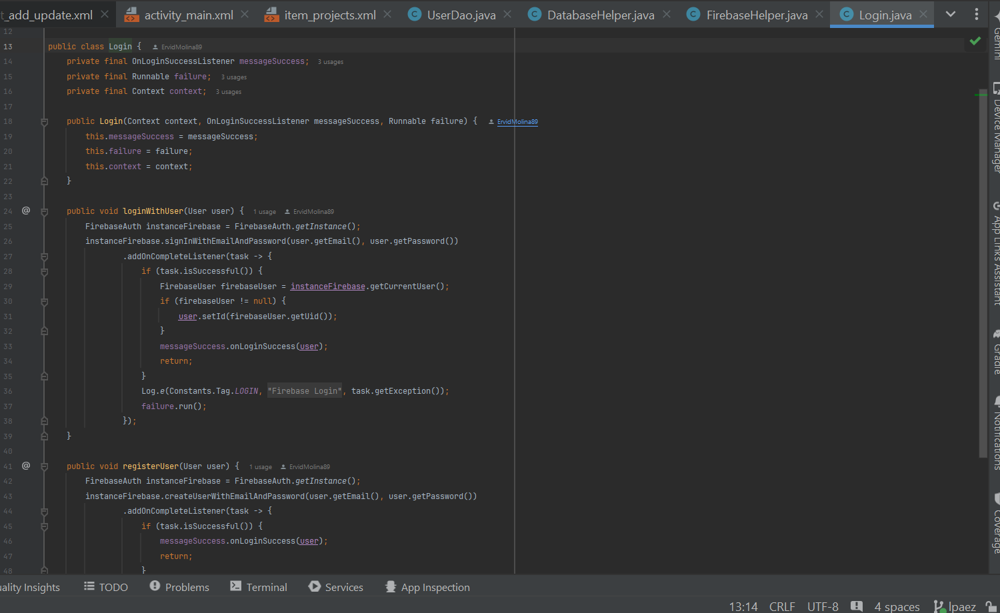 t_add_update.xml activity_main.xml item_projects.xml UserDao.java DatabaseHelper.java FirebaseHelper.java Login.java
12
13 public class Login { ErvidMolina89
14 private final OnLoginSuccessListener messageSuccess; 3 usages
15 private final Runnable failure; 3 usages
16 private final Context context; 3 usages
17
18 public Login(Context context, OnLoginSuccessListener messageSuccess, Runnable failure) { ErvidMolina89
19 this.messageSuccess = messageSuccess;
20 this.failure = failure;
21 this.context = context;
22 }
23
24 @ public void loginWithUser(User user) { 1 usage ErvidMolina89
25 FirebaseAuth instanceFirebase = FirebaseAuth.getInstance();
26 instanceFirebase.signInWithEmailAndPassword(user.getEmail(), user.getPassword())
27 .addOnCompleteListener(task -> {
28 if (task.isSuccessful()) {
29 FirebaseUser firebaseUser = instanceFirebase.getCurrentUser();
30 if (firebaseUser != null) {
31 user.setId(firebaseUser.getUid());
32 }
33 messageSuccess.onLoginSuccess(user);
34 return;
35 }
36 Log.e(Constants.Tag.LOGIN, "Firebase Login", task.getException());
37 failure.run();
38 });
39 }
40
41 @ public void registerUser(User user) { 1 usage ErvidMolina89
42 FirebaseAuth instanceFirebase = FirebaseAuth.getInstance();
43 instanceFirebase.createUserWithEmailAndPassword(user.getEmail(), user.getPassword())
44 .addOnCompleteListener(task -> {
45 if (task.isSuccessful()) {
46 messageSuccess.onLoginSuccess(user);
47 return;
48 }
Gemini
Device Manager
App Links Assistant
Gradle
Notifications
Coverage
uality Insights TODO Problems Terminal Services App Inspection
13:14 CRLF UTF-8 4 spaces lpaez